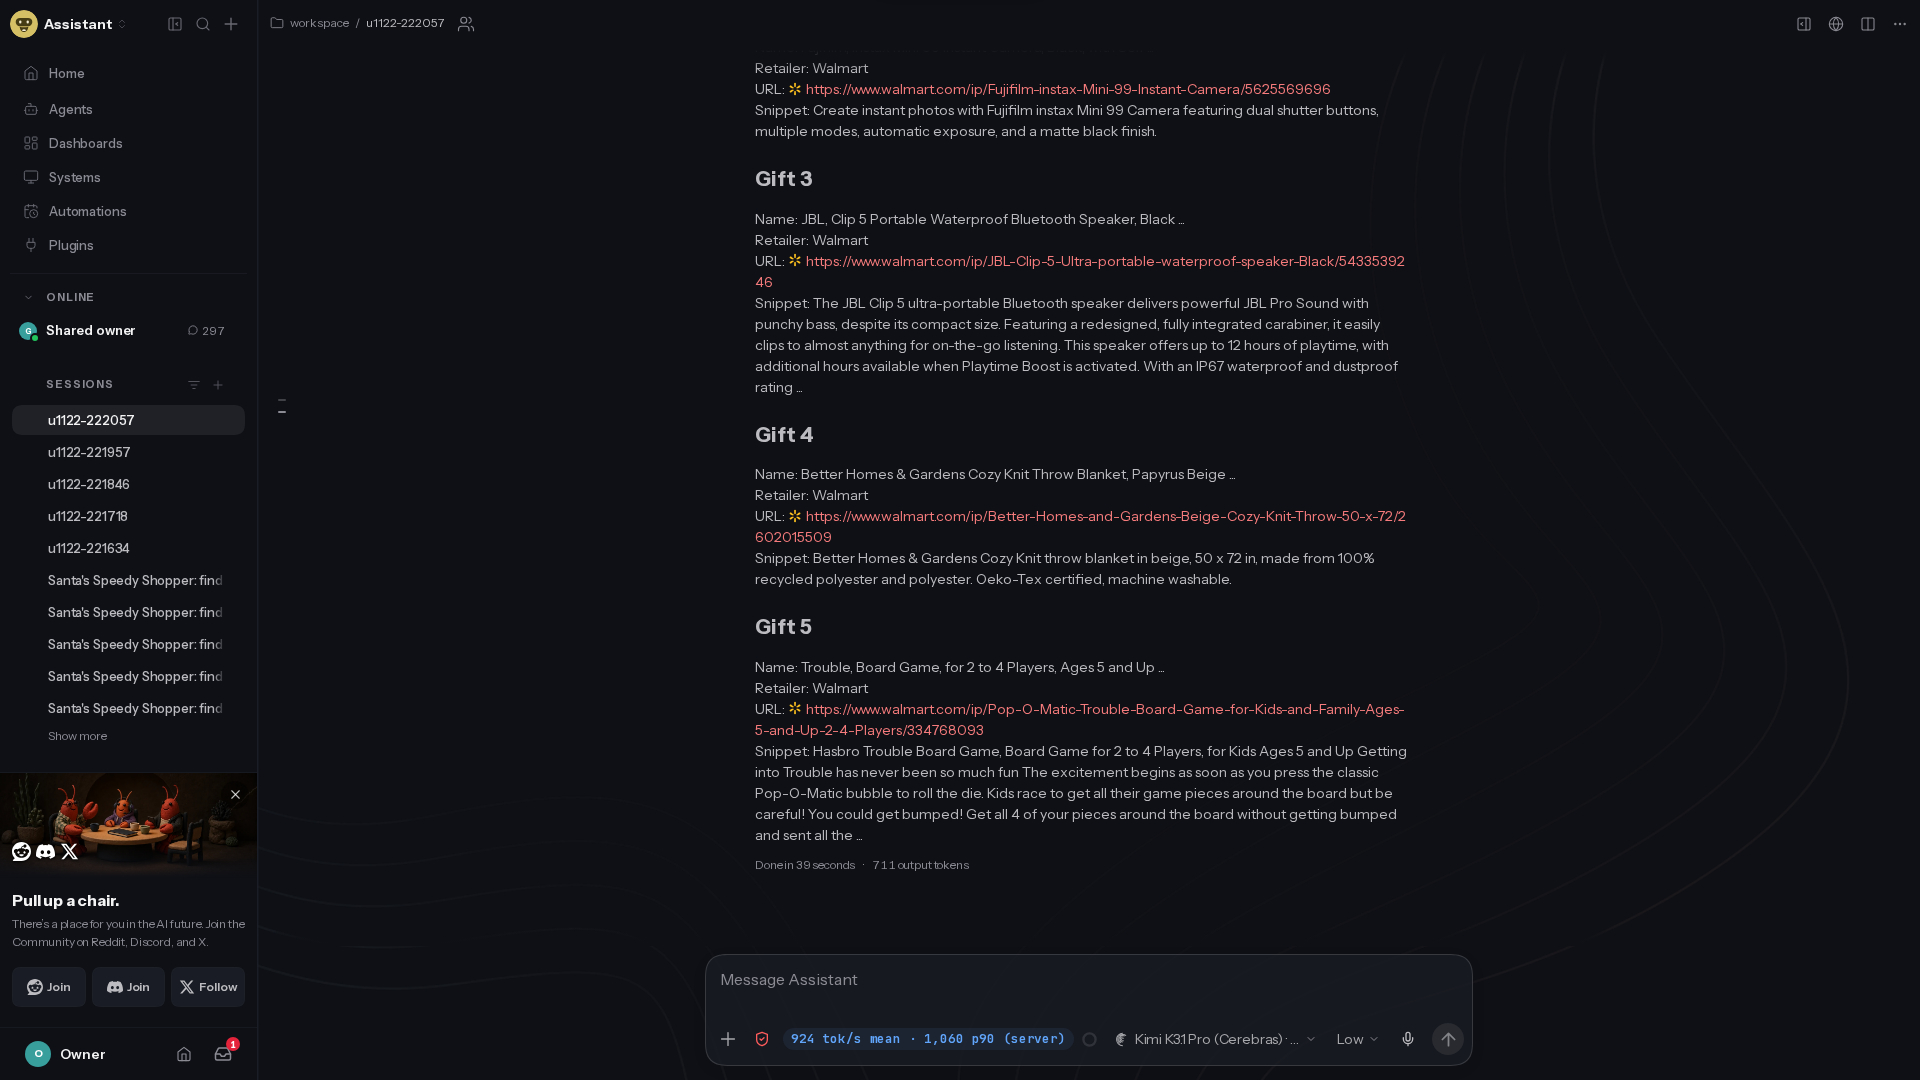 Assistant
Home
Agents
Dashboards
Systems
Automations
Plugins
ONLINE
G Shared owner 297
SESSIONS
u1122-222057
u1122-221957
u1122-221846
u1122-221718
u1122-221634
Santa's Speedy Shopper: find
Santa's Speedy Shopper: find
Santa's Speedy Shopper: find
Santa's Speedy Shopper: find
Santa's Speedy Shopper: find
Show more
Pull up a chair.
There's a place for you in the AI future. Join the
Community on Reddit, Discord, and X.
Join Join Follow
O Owner 1
workspace / u1122-222057
Retailer: Walmart
URL: https://www.walmart.com/ip/Fujifilm-instax-Mini-99-Instant-Camera/5625569696
Snippet: Create instant photos with Fujifilm instax Mini 99 Camera featuring dual shutter buttons,
multiple modes, automatic exposure, and a matte black finish.
Gift 3
Name: JBL, Clip 5 Portable Waterproof Bluetooth Speaker, Black ...
Retailer: Walmart
URL: https://www.walmart.com/ip/JBL-Clip-5-Ultra-portable-waterproof-speaker-Black/54335392
46
Snippet: The JBL Clip 5 ultra-portable Bluetooth speaker delivers powerful JBL Pro Sound with
punchy bass, despite its compact size. Featuring a redesigned, fully integrated carabiner, it easily
clips to almost anything for on-the-go listening. This speaker offers up to 12 hours of playtime, with
additional hours available when Playtime Boost is activated. With an IP67 waterproof and dustproof
rating ...
Gift 4
Name: Better Homes & Gardens Cozy Knit Throw Blanket, Papyrus Beige ...
Retailer: Walmart
URL: https://www.walmart.com/ip/Better-Homes-and-Gardens-Beige-Cozy-Knit-Throw-50-x-72/2
602015509
Snippet: Better Homes & Gardens Cozy Knit throw blanket in beige, 50 x 72 in, made from 100%
recycled polyester and polyester. Oeko-Tex certified, machine washable.
Gift 5
Name: Trouble, Board Game, for 2 to 4 Players, Ages 5 and Up ...
Retailer: Walmart
URL: https://www.walmart.com/ip/Pop-O-Matic-Trouble-Board-Game-for-Kids-and-Family-Ages-
5-and-Up-2-4-Players/334768093
Snippet: Hasbro Trouble Board Game, Board Game for 2 to 4 Players, for Kids Ages 5 and Up Getting
into Trouble has never been so much fun The excitement begins as soon as you press the classic
Pop-O-Matic bubble to roll the die. Kids race to get all their game pieces around the board but be
careful! You could get bumped! Get all 4 of your pieces around the board without getting bumped
and sent all the ...
Done in 39 seconds · 711 output tokens
Message Assistant
924 tok/s mean · 1,060 p90 (server) Kimi K3.1 Pro (Cerebras) · ... Low